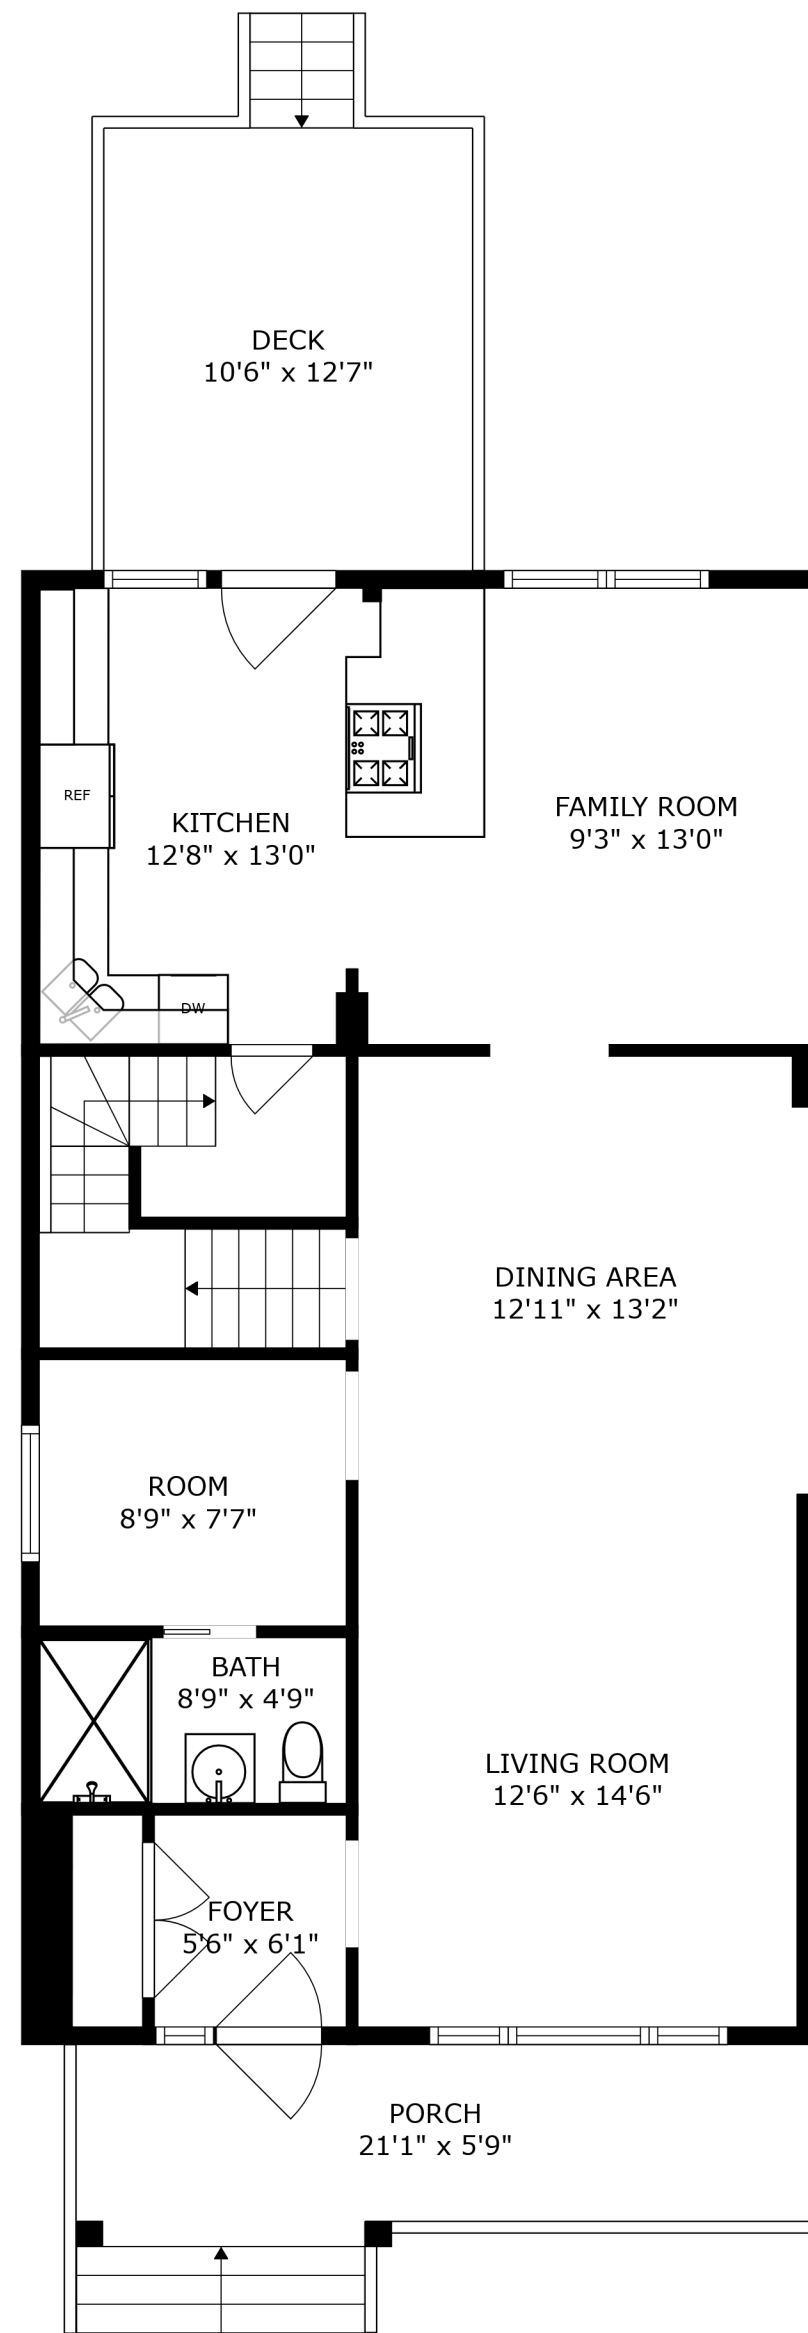 DECK
10'6" x 12'7"
REF
KITCHEN
12'8" x 13'0"
FAMILY ROOM
9'3" x 13'0"
DW
DINING AREA
12'11" x 13'2"
ROOM
8'9" x 7'7"
BATH
8'9" x 4'9"
LIVING ROOM
12'6" x 14'6"
FOYER
5'6" x 6'1"
PORCH
21'1" x 5'9"